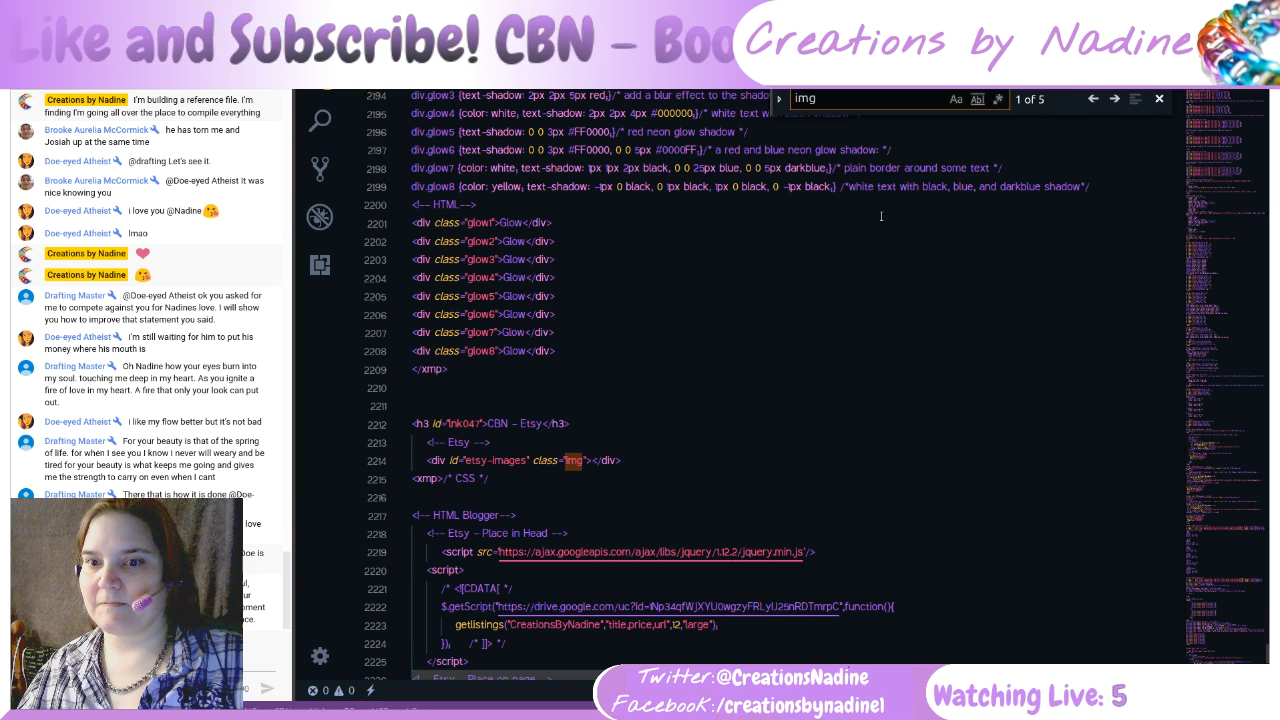 Like and Subscribe! CBN - Boo
Creations by Nadine
Creations by Nadine I'm building a reference file. I'm
finding I'm going all over the place to compile everything
Brooke Aurelia McCormick he has torn me and
Josiah up at the same time
Doe-eyed Atheist @drafting Let's see it.
Brooke Aurelia McCormick @Doe-eyed Atheist It was
nice knowing you
Doe-eyed Atheist i love you @Nadine 😘
Doe-eyed Atheist lmao
Creations by Nadine ❤
Creations by Nadine 😘
Drafting Master @Doe-eyed Atheist ok you asked for
me to compete against you for Nadines love. I will show
you how to improve that statement you said.
Doe-eyed Atheist I'm still waiting for him to put his
money where his mouth is
Drafting Master Oh Nadine how your eyes burn into
my soul. touching me deep in my heart. As you ignite a
fire of love in my heart. A fire that only your look can put
out.
Doe-eyed Atheist i like my flow better but it's not bad
Drafting Master For your beauty is that of the spring
of life. for when I see you I know I never will weary and be
tired for your beauty is what keeps me going and gives
me the strength to carry on even when I cant
Drafting Master There that is how it is done @Doe-
love
Doe is
ul,
our
oment
ce.
img
Aa Abl .* 1 of 5
2194 div.glow3 {text-shadow: 2px 2px 5px red;}/* add a blur effect to the shado
2195 div.glow4 {color: white; text-shadow: 2px 2px 4px #000000;}/* white text w
2196 div.glow5 {text-shadow: 0 0 3px #FF0000;}/* red neon glow shadow */
2197 div.glow6 {text-shadow: 0 0 3px #FF0000, 0 0 5px #0000FF;}/* a red and blue neon glow shadow: */
2198 div.glow7 {color: white; text-shadow: 1px 1px 2px black, 0 0 25px blue, 0 0 5px darkblue;}/* plain border around some text */
2199 div.glow8 {color: yellow; text-shadow: -1px 0 black, 0 1px black, 1px 0 black, 0 -1px black;} /*white text with black, blue, and darkblue shadow*/
2200 <!-- HTML-->
2201 <div class="glow1">Glow</div>
2202 <div class="glow2">Glow</div>
2203 <div class="glow3">Glow</div>
2204 <div class="glow4">Glow</div>
2205 <div class="glow5">Glow</div>
2206 <div class="glow6">Glow</div>
2207 <div class="glow7">Glow</div>
2208 <div class="glow8">Glow</div>
2209 </xmp>
2210
2211
2212 <h3 id="lnk047">CBN - Etsy</h3>
2213 <!-- Etsy -->
2214 <div id="etsy-images" class="img"></div>
2215 <xmp>/* CSS */
2216
2217 <!-- HTML Blogger-->
2218 <!-- Etsy - Place in Head -->
2219 <script src='https://ajax.googleapis.com/ajax/libs/jquery/1.12.2/jquery.min.js'/>
2220 <script>
2221 /* <![CDATA[ */
2222 $.getScript("https://drive.google.com/uc?id=1Np34qfWjXYU0wgzyFRLyIJ25nRDTmrpC",function(){
2223 getlistings("CreationsByNadine","title,price,url",12,"large");
2224 }); /* ]]> */
2225 </script>
0 0
Twitter: @CreationsNadine
Facebook: /creationsbynadine1
Watching Live: 5